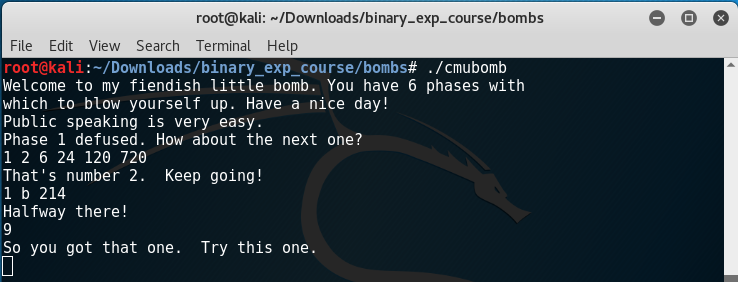 root@kali: ~/Downloads/binary_exp_course/bombs
File Edit View Search Terminal Help
root@kali:~/Downloads/binary_exp_course/bombs# ./cmubomb
Welcome to my fiendish little bomb. You have 6 phases with
which to blow yourself up. Have a nice day!
Public speaking is very easy.
Phase 1 defused. How about the next one?
1 2 6 24 120 720
That's number 2.  Keep going!
1 b 214
Halfway there!
9
So you got that one.  Try this one.